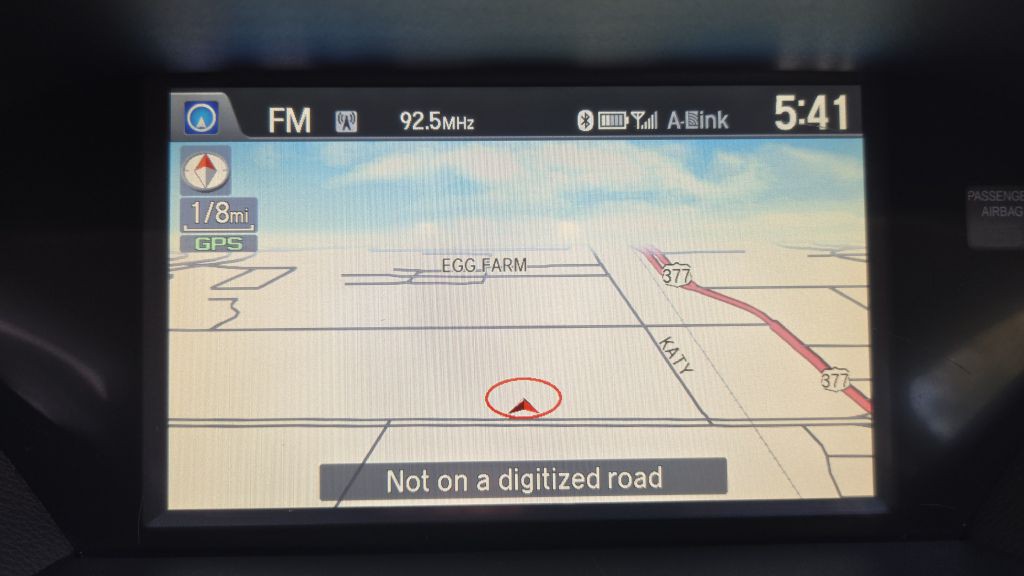 FM 92.5MHz A-Link 5:41
1/8mi
GPS
EGG FARM
377
KATY
377
Not on a digitized road
PASSENGE
AIRBAG